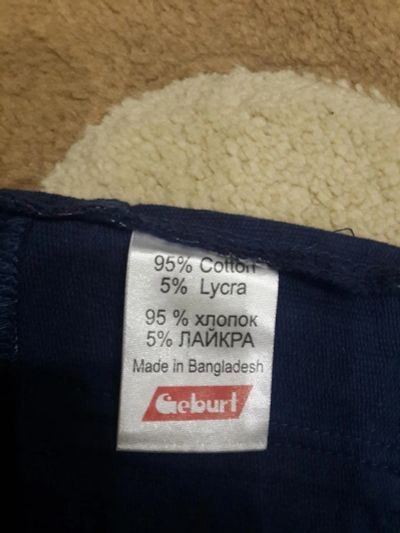 95% Cotton
5% Lycra
95 % хлопок
5% ЛАЙКРА
Made in Bangladesh
Geburt